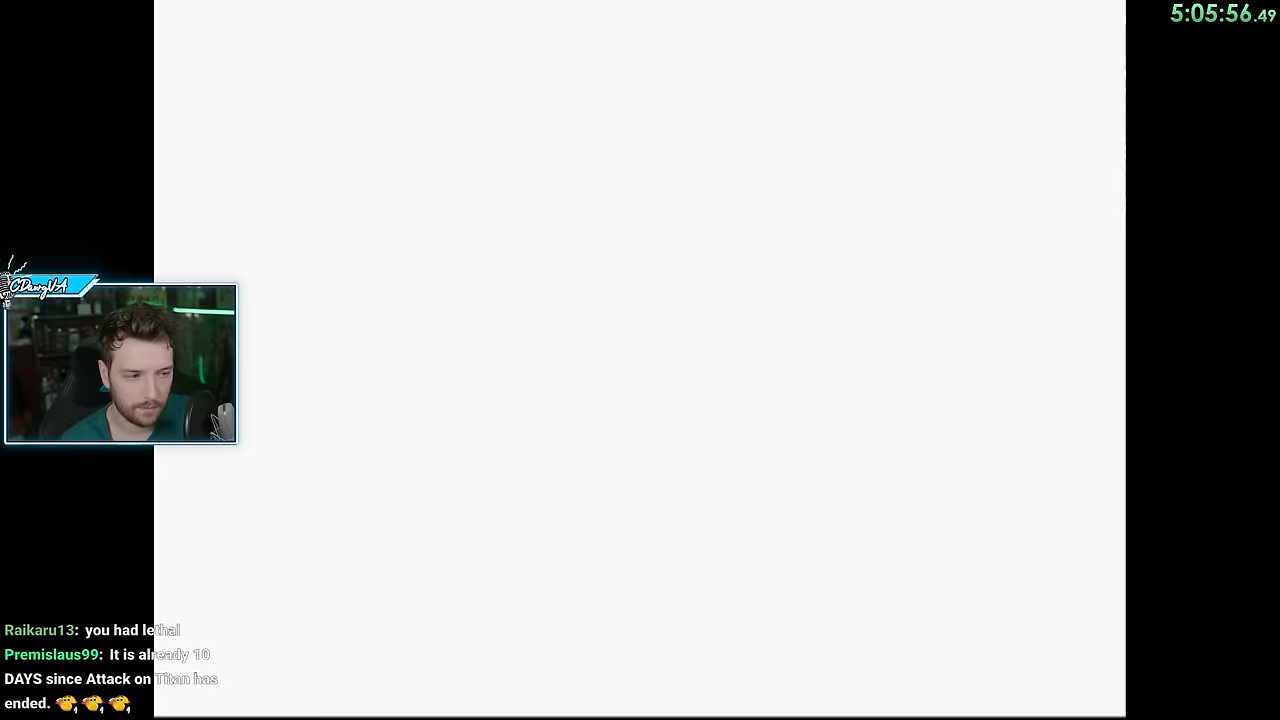 5:05:56.49
CDawgVA
Raikaru13: you had lethal
Premislaus99: It is already 10
DAYS since Attack on Titan has
ended.